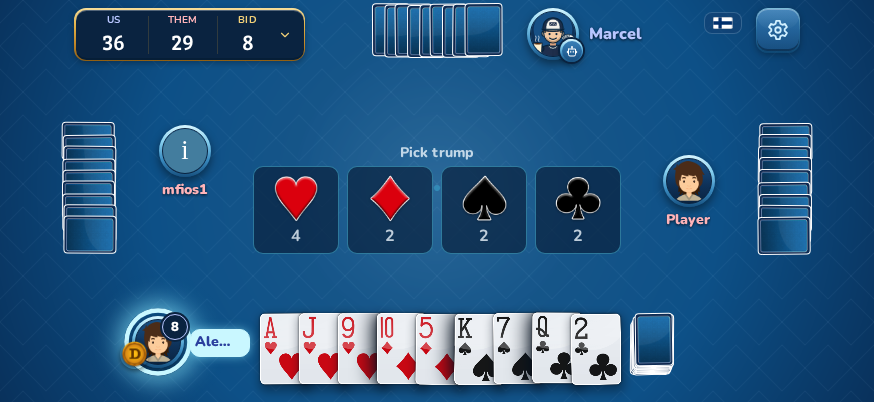 US THEM BID
36 29 8
Marcel
i
mfios1
Pick trump
4 2 2 2
Player
8
D
Ale...
A J 9 10 5 K 7 Q 2